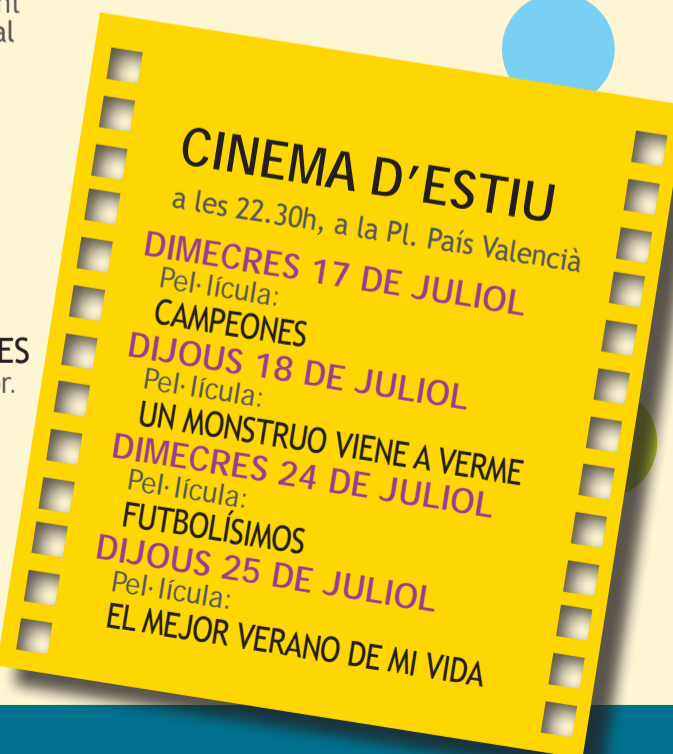 al
ES
r.
CINEMA D'ESTIU
a les 22.30h, a la Pl. País Valencià
DIMECRES 17 DE JULIOL
Pel·lícula:
CAMPEONES
DIJOUS 18 DE JULIOL
Pel·lícula:
UN MONSTRUO VIENE A VERME
DIMECRES 24 DE JULIOL
Pel·lícula:
FUTBOLÍSIMOS
DIJOUS 25 DE JULIOL
Pel·lícula:
EL MEJOR VERANO DE MI VIDA